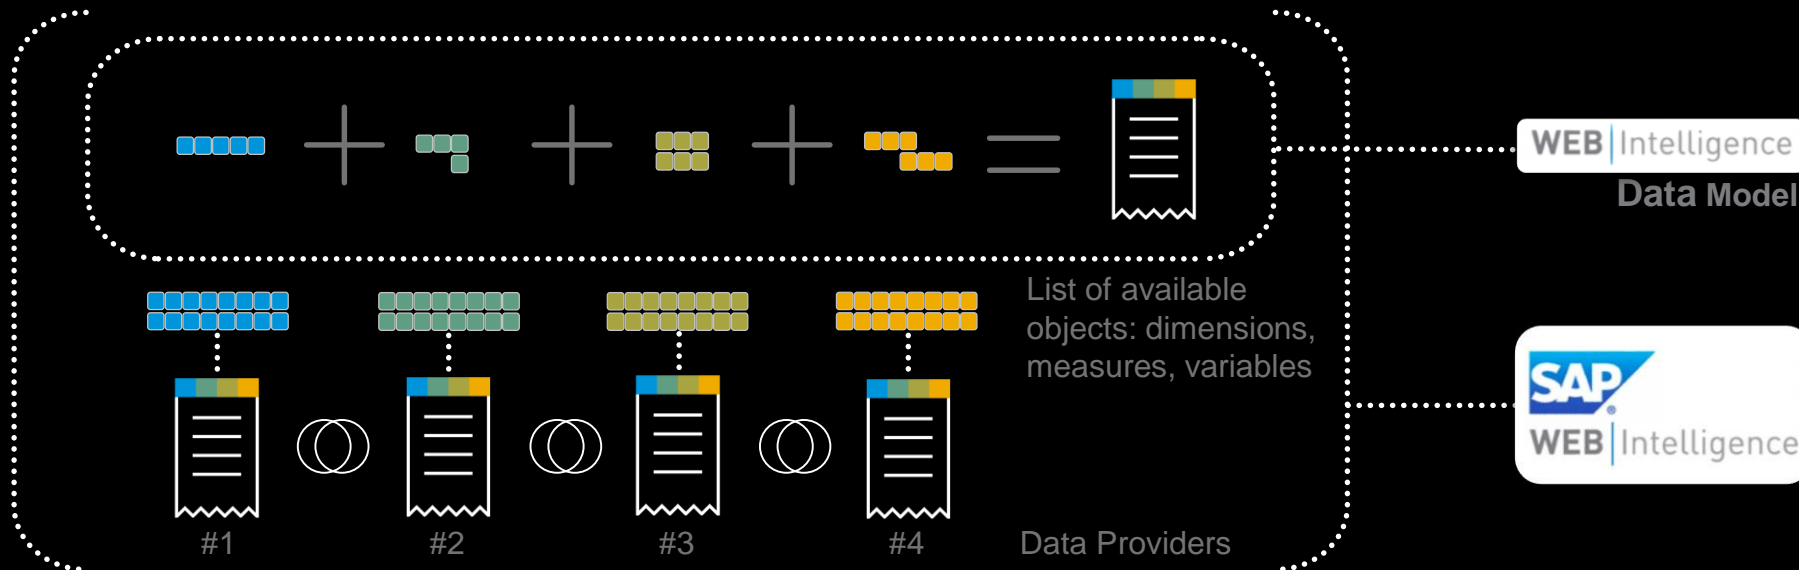 WEB Intelligence
Data Model
List of available
objects: dimensions,
measures, variables
SAP
WEB Intelligence
#1
#2
#3
#4
Data Providers